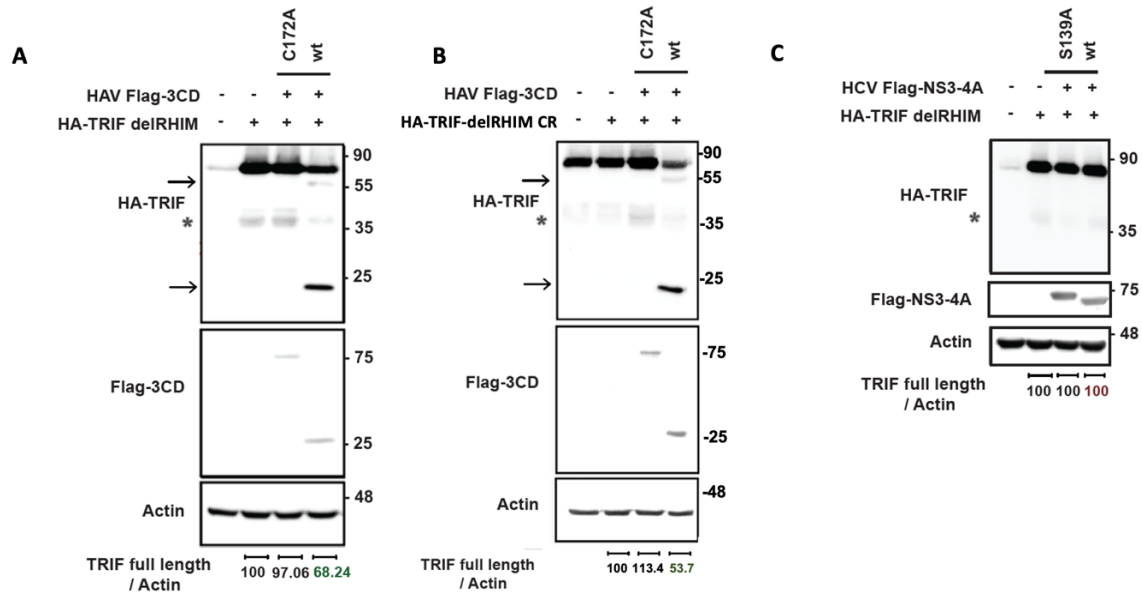 A
C172A
wt
HAV Flag-3CD - - + +
HA-TRIF delRHIM - + + +
HA-TRIF
*
90
55
35
25
Flag-3CD
75
25
Actin
48
TRIF full length
/ Actin
100 97.06 68.24
B
C172A
wt
HAV Flag-3CD - - + +
HA-TRIF-delRHIM CR - + + +
HA-TRIF
*
-90
-55
-35
-25
Flag-3CD
-75
-25
Actin
-48
TRIF full length
/ Actin
100 113.4 53.7
C
S139A
wt
HCV Flag-NS3-4A - - + +
HA-TRIF delRHIM - + + +
HA-TRIF
*
90
35
Flag-NS3-4A
75
Actin
48
TRIF full length
/ Actin
100 100 100